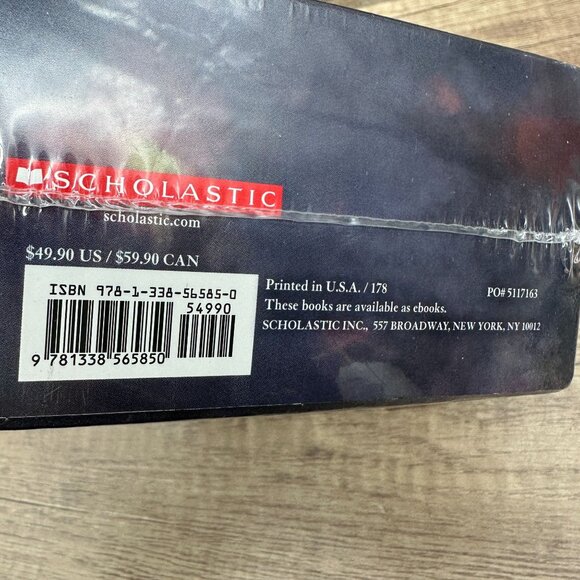 SCHOLASTIC
scholastic.com
$49.90 US / $59.90 CAN
ISBN 978-1-338-56585-0
54990
9 781338 565850
Printed in U.S.A. / 178
PO# 5117163
These books are available as ebooks.
SCHOLASTIC INC., 557 BROADWAY, NEW YORK, NY 10012